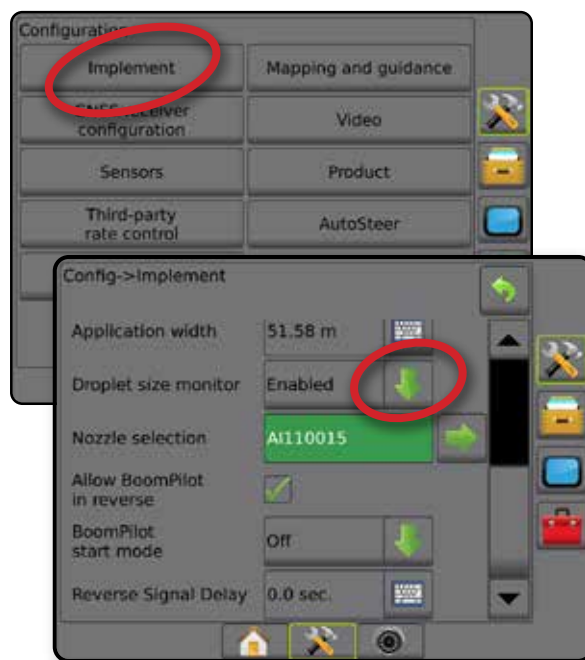 Configuration
Implement
Mapping and guidance
GNSS receiver
configuration
Video
Sensors
Product
Third-party
rate control
AutoSteer
Config->Implement
Application width
51.58 m
Droplet size monitor
Enabled
Nozzle selection
AI110015
Allow BoomPilot
in reverse
BoomPilot
start mode
Off
Reverse Signal Delay
0.0 sec.